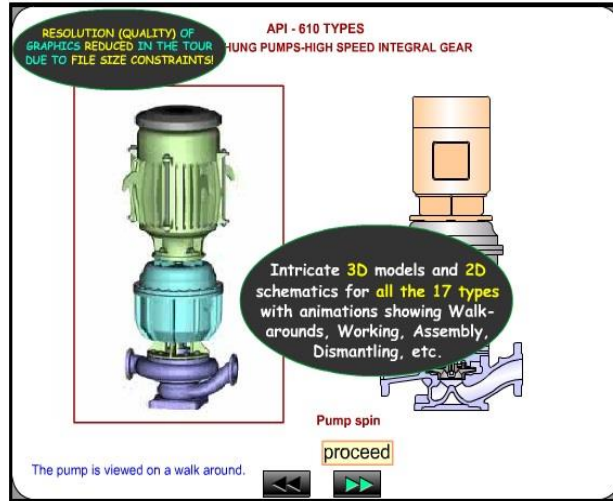 RESOLUTION (QUALITY) OF
GRAPHICS REDUCED IN THE TOUR
DUE TO FILE SIZE CONSTRAINTS!
API - 610 TYPES
HUNG PUMPS-HIGH SPEED INTEGRAL GEAR
Intricate 3D models and 2D
schematics for all the 17 types
with animations showing Walk-
arounds, Working, Assembly,
Dismantling, etc.
Pump spin
proceed
The pump is viewed on a walk around.